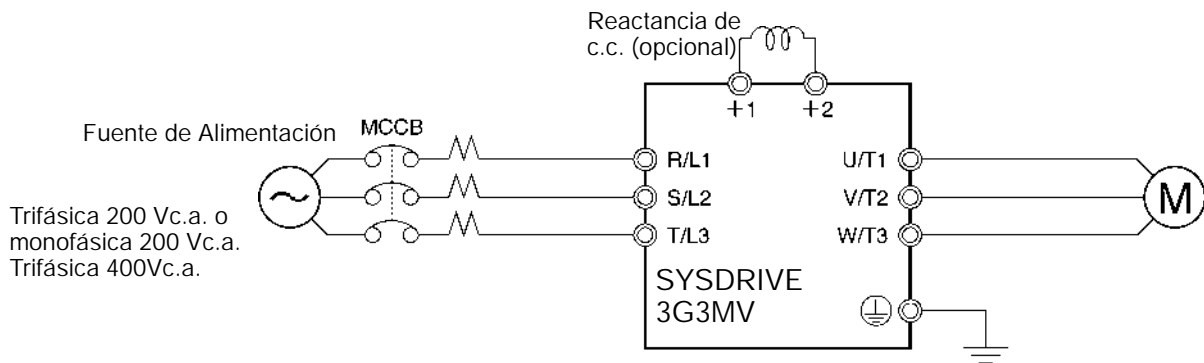 Reactancia de
c.c. (opcional)
+1
+2
Fuente de Alimentación
MCCB
R/L1
U/T1
S/L2
V/T2
M
Trifásica 200 Vc.a. o
monofásica 200 Vc.a.
Trifásica 400Vc.a.
T/L3
W/T3
SYSDRIVE
3G3MV